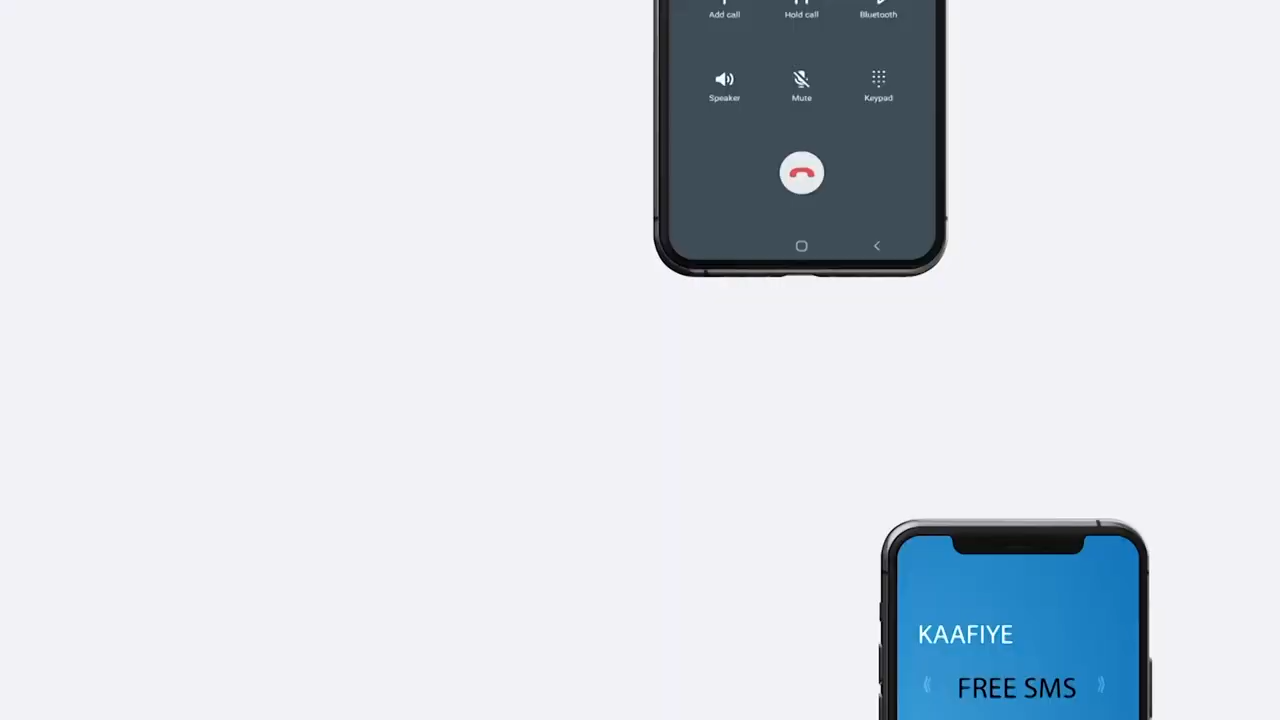 Add call Hold call Bluetooth
Speaker Mute Keypad
KAAFIYE
FREE SMS